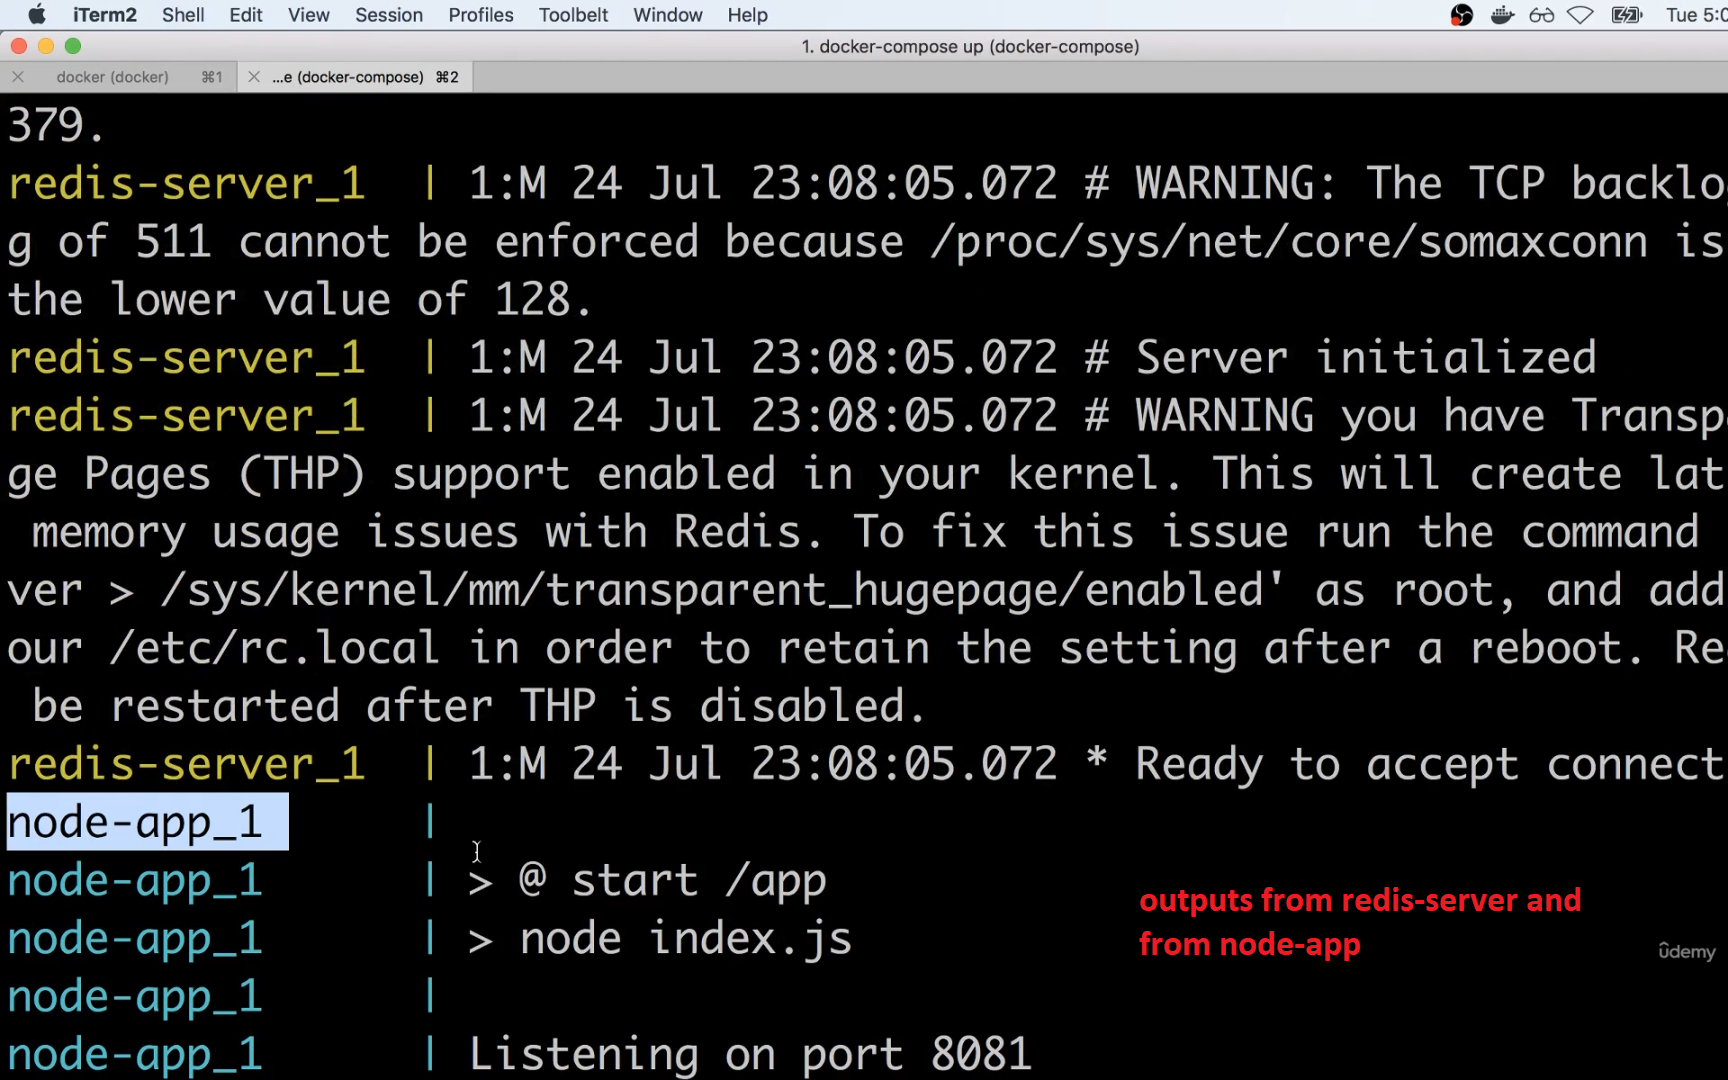 iTerm2 Shell Edit View Session Profiles Toolbelt Window Help Tue 5:0
1. docker-compose up (docker-compose)
docker (docker) ⌘1 ...e (docker-compose) ⌘2
379.
redis-server_1 | 1:M 24 Jul 23:08:05.072 # WARNING: The TCP backlo
g of 511 cannot be enforced because /proc/sys/net/core/somaxconn is
the lower value of 128.
redis-server_1 | 1:M 24 Jul 23:08:05.072 # Server initialized
redis-server_1 | 1:M 24 Jul 23:08:05.072 # WARNING you have Transp
ge Pages (THP) support enabled in your kernel. This will create lat
memory usage issues with Redis. To fix this issue run the command
ver > /sys/kernel/mm/transparent_hugepage/enabled' as root, and add
our /etc/rc.local in order to retain the setting after a reboot. Re
be restarted after THP is disabled.
redis-server_1 | 1:M 24 Jul 23:08:05.072 * Ready to accept connect
node-app_1 |
node-app_1 | > @ start /app
node-app_1 | > node index.js
node-app_1 |
node-app_1 | Listening on port 8081
outputs from redis-server and
from node-app
ûdemy